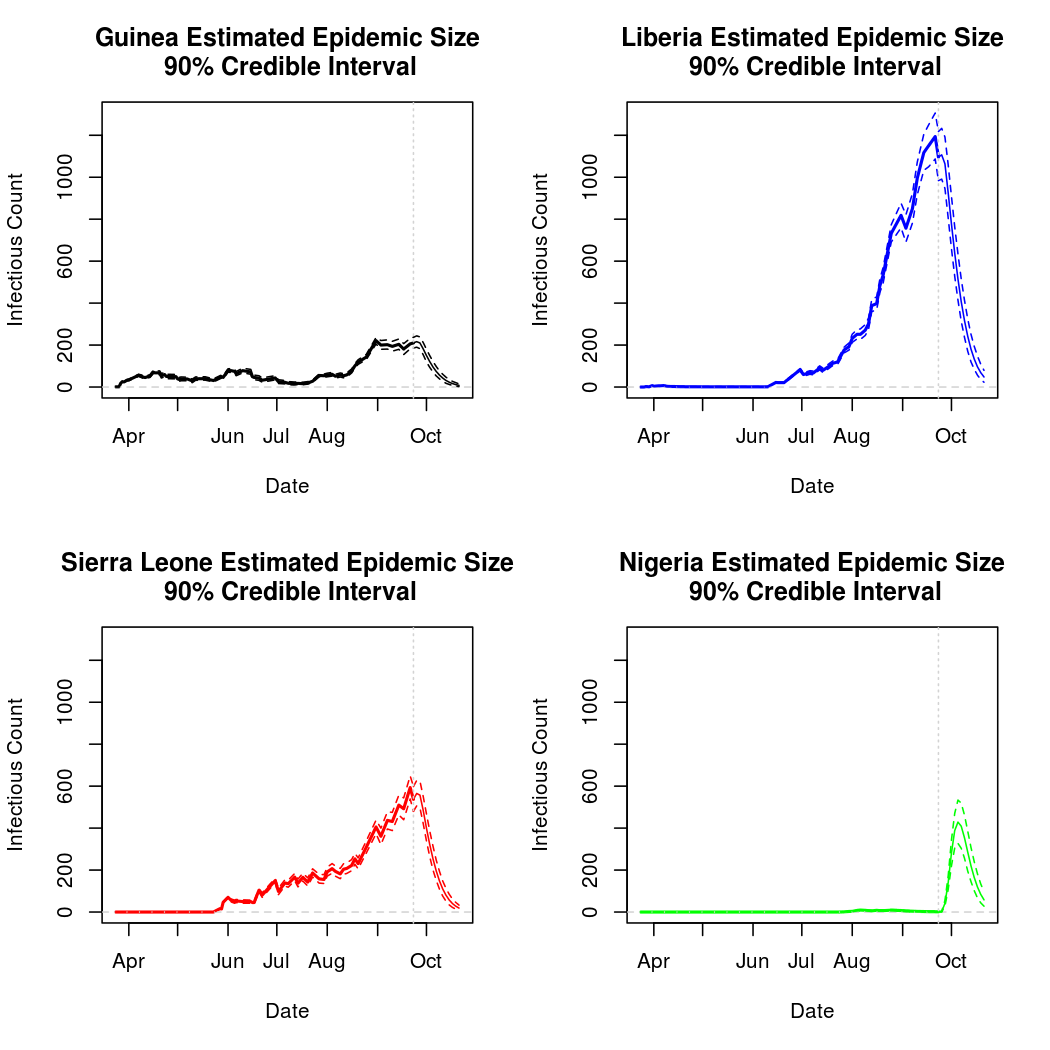 Guinea Estimated Epidemic Size
90% Credible Interval
Infectious Count
1000
600
200
0
Apr Jun Jul Aug Oct
Date
Liberia Estimated Epidemic Size
90% Credible Interval
Infectious Count
1000
600
200
0
Apr Jun Jul Aug Oct
Date
Sierra Leone Estimated Epidemic Size
90% Credible Interval
Infectious Count
1000
600
200
0
Apr Jun Jul Aug Oct
Date
Nigeria Estimated Epidemic Size
90% Credible Interval
Infectious Count
1000
600
200
0
Apr Jun Jul Aug Oct
Date